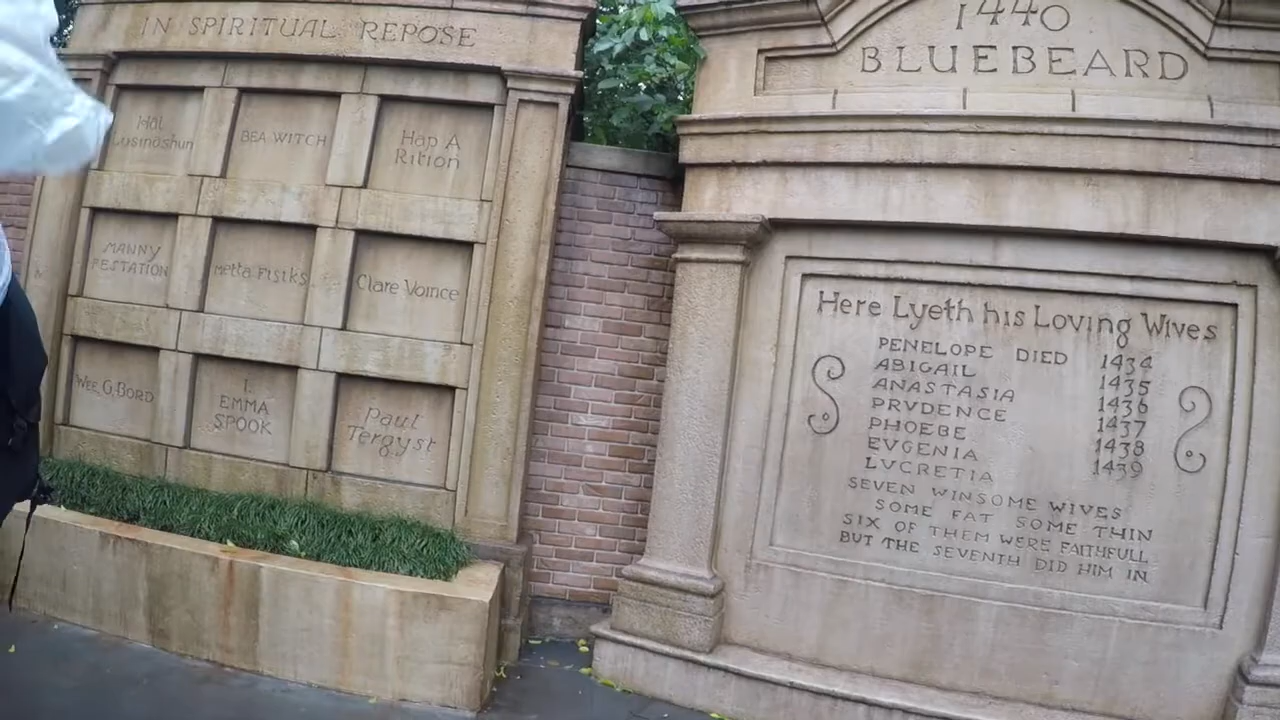 IN SPIRITUAL REPOSE
Hal
Lusinashun
BEA WITCH
Hap A
Rition
MANNY
FESTATION
Metta Fisiks
Clare Voince
Wee G. Bord
I.
EMMA
SPOOK
Paul
Tergyst
1440
BLUEBEARD
Here Lyeth his Loving Wives
PENELOPE DIED 1434
ABIGAIL 1435
ANASTASIA 1436
PRVDENCE 1437
PHOEBE 1438
EVGENIA 1439
LVCRETIA
SEVEN WINSOME WIVES
SOME FAT SOME THIN
SIX OF THEM WERE FAITHFULL
BUT THE SEVENTH DID HIM IN